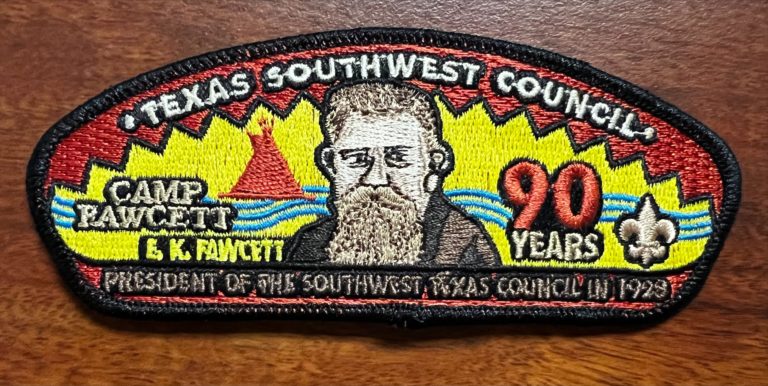 • TEXAS SOUTHWEST COUNCIL •
CAMP
FAWCETT
E. K. FAWCETT
90
YEARS
PRESIDENT OF THE SOUTHWEST TEXAS COUNCIL IN 1928